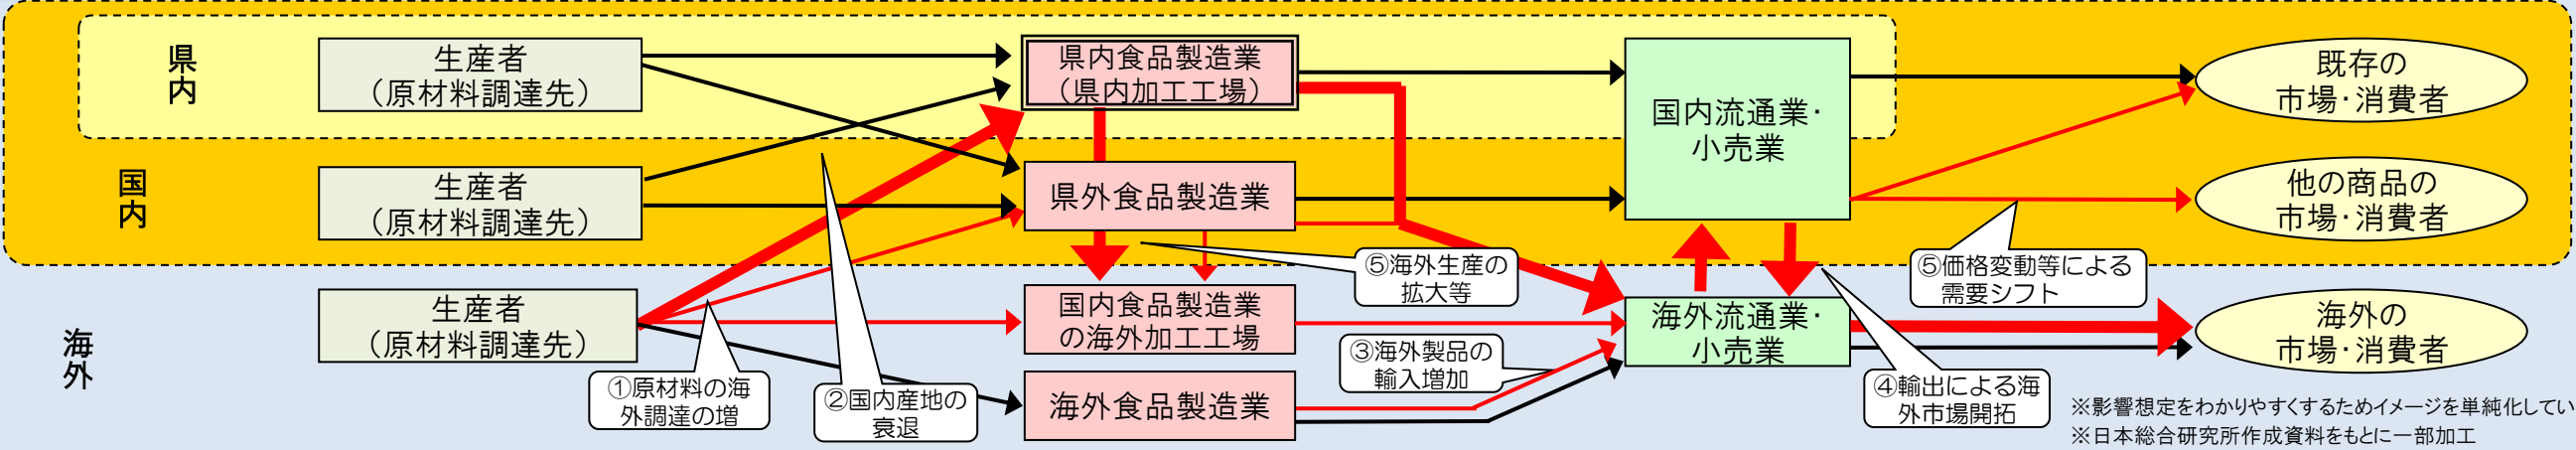 県内
生産者
（原材料調達先）
県内食品製造業
（県内加工工場）
国内流通業・
小売業
既存の
市場・消費者
国内
生産者
（原材料調達先）
県外食品製造業
他の商品の
市場・消費者
⑤海外生産の
拡大等
⑤価格変動等による
需要シフト
海外
生産者
（原材料調達先）
国内食品製造業
の海外加工工場
海外流通業・
小売業
海外の
市場・消費者
①原材料の海
外調達の増
②国内産地の
衰退
③海外製品の
輸入増加
④輸出による海
外市場開拓
海外食品製造業
※影響想定をわかりやすくするためイメージを単純化してい
※日本総合研究所作成資料をもとに一部加工